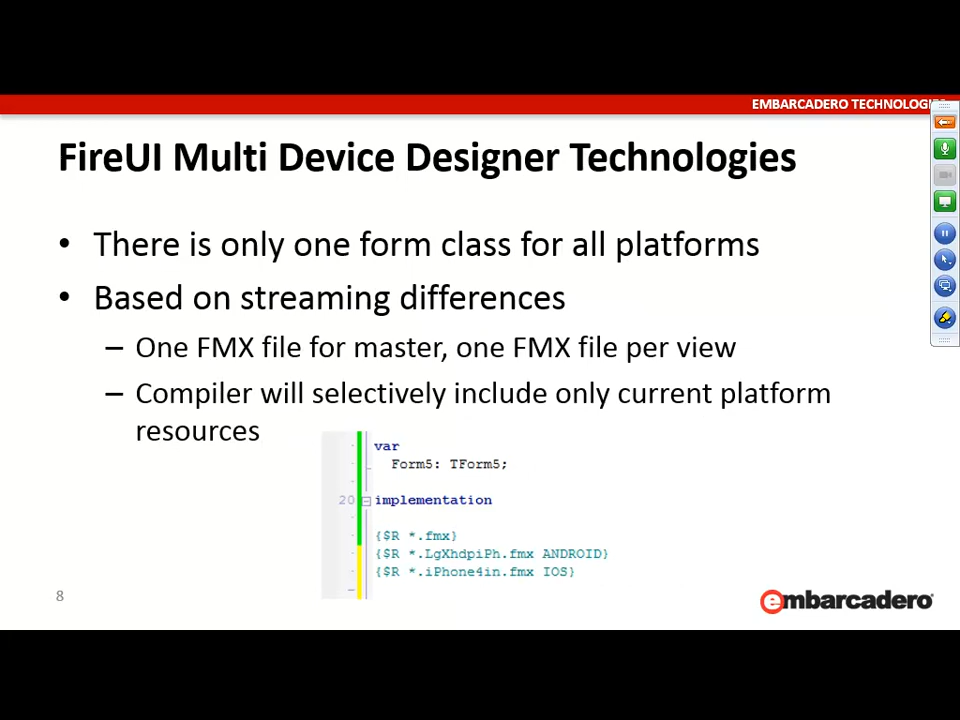 EMBARCADERO TECHNOLOGI
FireUI Multi Device Designer Technologies
• There is only one form class for all platforms
• Based on streaming differences
– One FMX file for master, one FMX file per view
– Compiler will selectively include only current platform
resources
var
Form5: TForm5;
20 implementation
{$R *.fmx}
{$R *.LgXhdpiPh.fmx ANDROID}
{$R *.iPhone4in.fmx IOS}
8
embarcadero